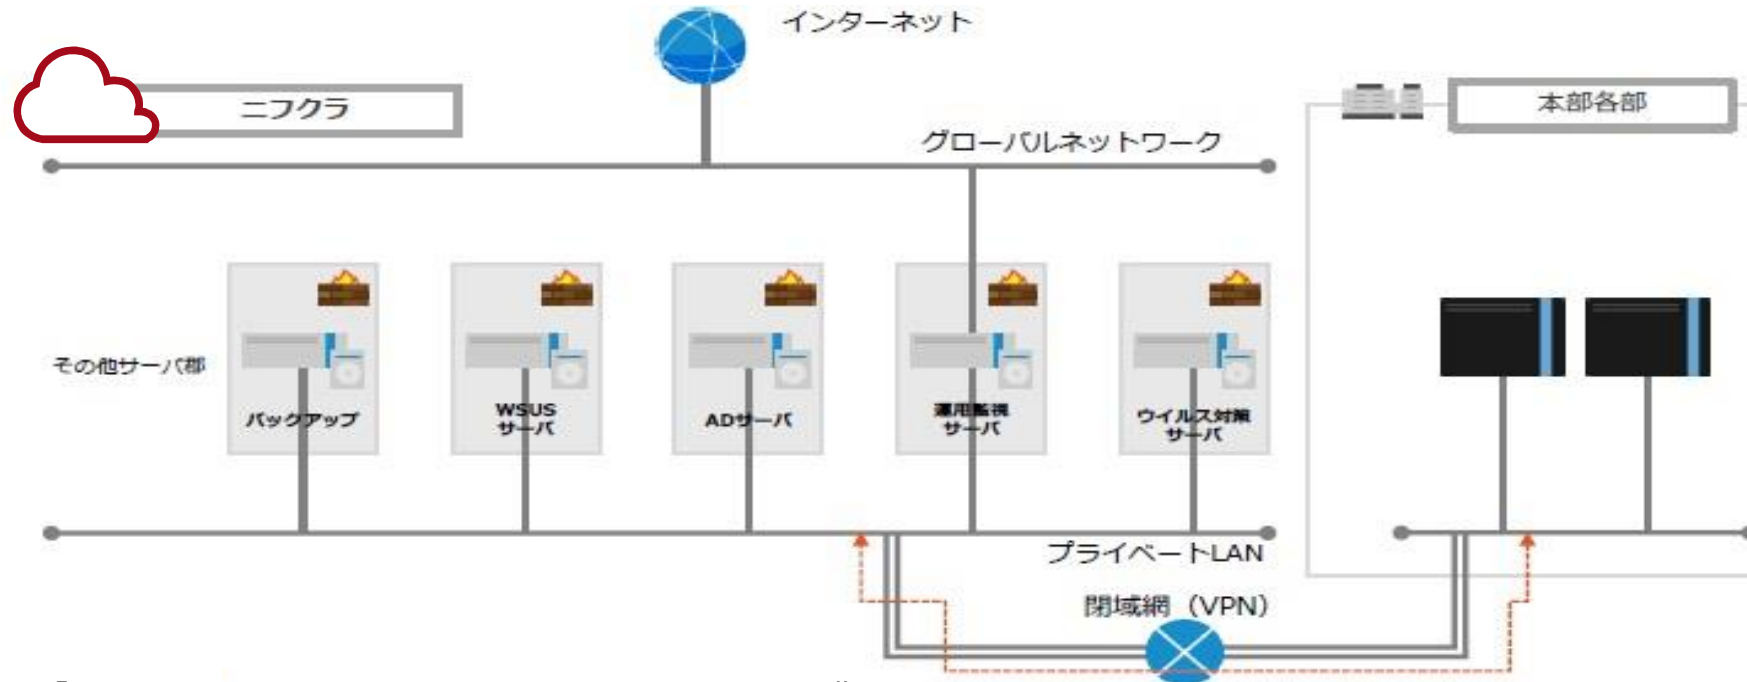 インターネット
ニフクラ
本部各部
グローバルネットワーク
その他サーバ郡
バックアップ
WSUS
サーバ
ADサーバ
運用監視
サーバ
ウイルス対策
サーバ
プライベートLAN
閉域網（VPN）